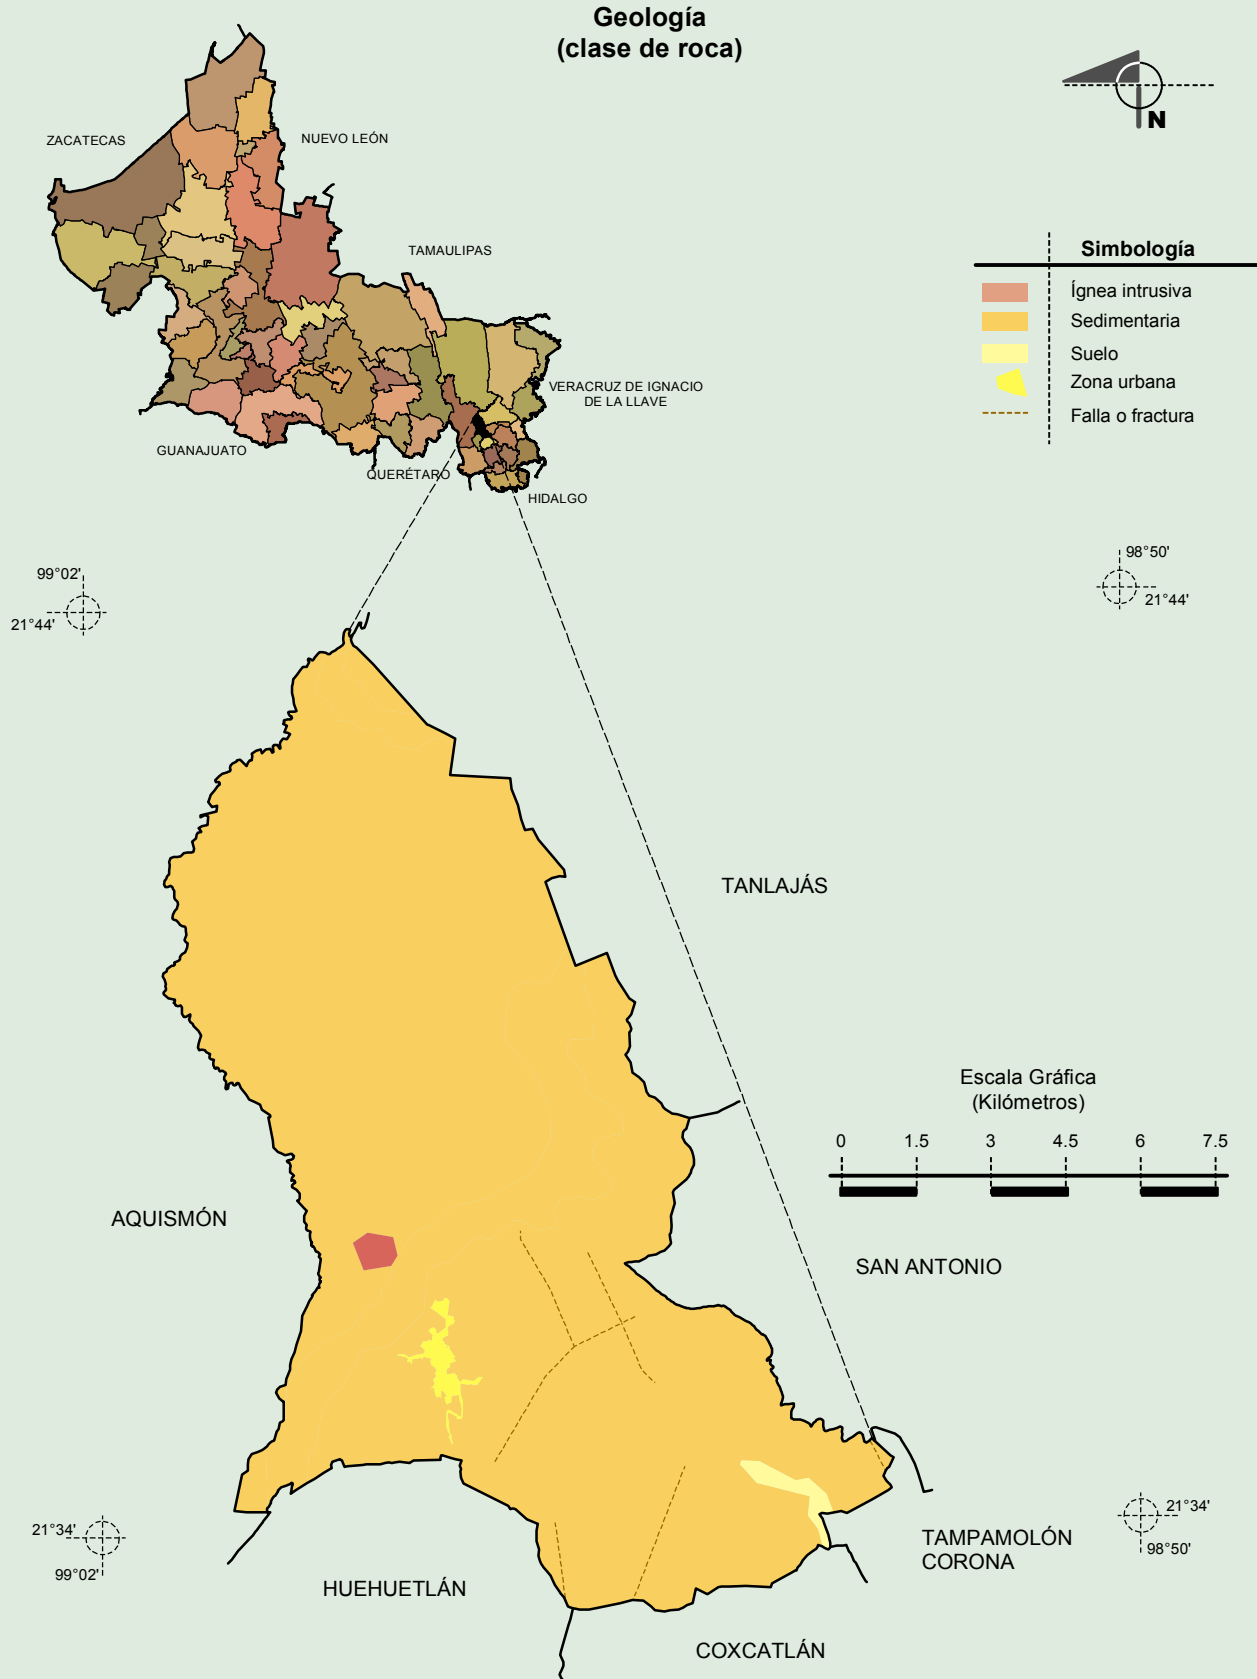 Geología
(clase de roca)
N
ZACATECAS
NUEVO LEÓN
TAMAULIPAS
VERACRUZ DE IGNACIO
DE LA LLAVE
GUANAJUATO
QUERÉTARO
HIDALGO
Simbología
Ígnea intrusiva
Sedimentaria
Suelo
Zona urbana
Falla o fractura
99°02'
21°44'
98°50'
21°44'
TANLAJÁS
Escala Gráfica
(Kilómetros)
0 1.5 3 4.5 6 7.5
AQUISMÓN
SAN ANTONIO
21°34'
99°02'
21°34'
98°50'
TAMPAMOLÓN
CORONA
HUEHUETLÁN
COXCATLÁN